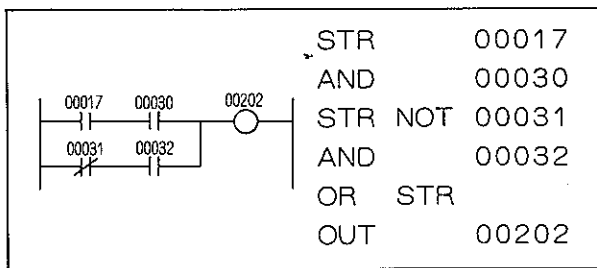 00017 00030 00202
00031 00032
STR 00017
AND 00030
STR NOT 00031
AND 00032
OR STR
OUT 00202